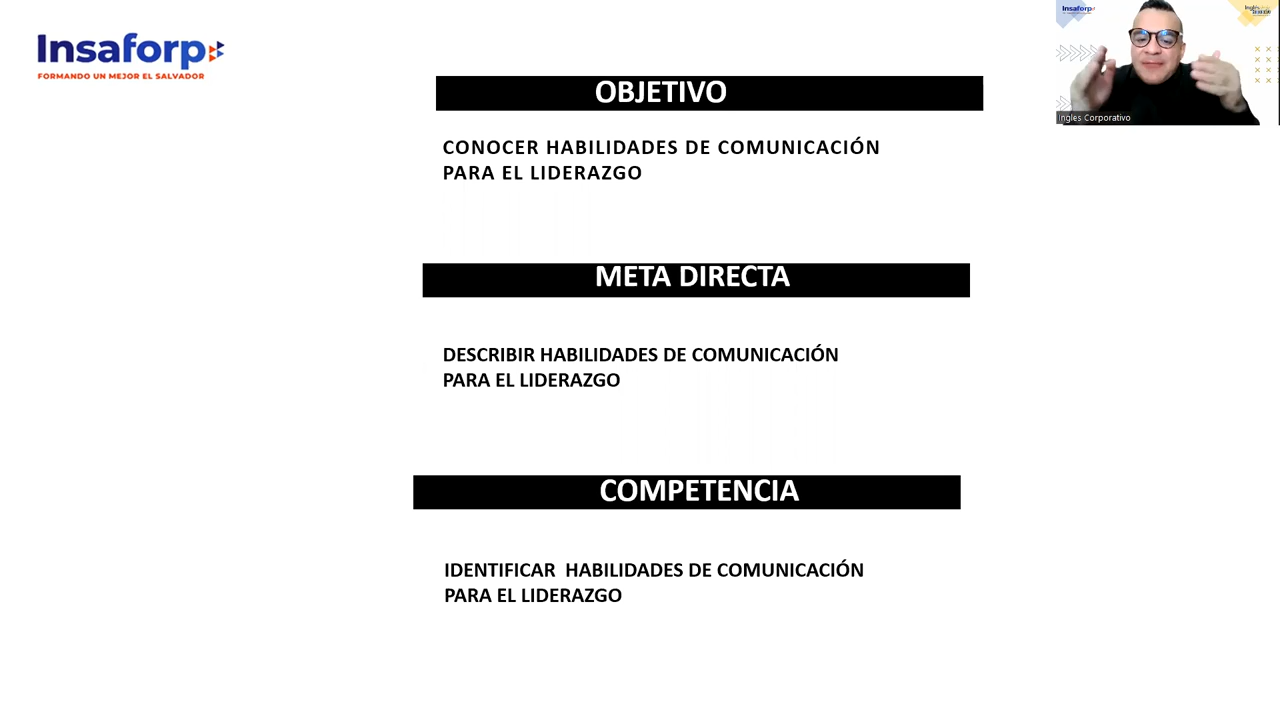 Insaforp
FORMANDO UN MEJOR EL SALVADOR
OBJETIVO
CONOCER HABILIDADES DE COMUNICACIÓN
PARA EL LIDERAZGO
META DIRECTA
DESCRIBIR HABILIDADES DE COMUNICACIÓN
PARA EL LIDERAZGO
COMPETENCIA
IDENTIFICAR HABILIDADES DE COMUNICACIÓN
PARA EL LIDERAZGO
Insaforp
Ingles Corporativo